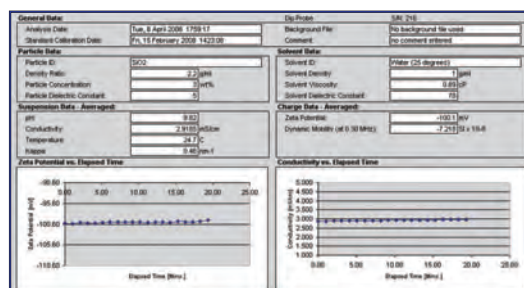 General Data: Dip Probe S/N: 216
Analysis Date: Tue, 8 April 2008 17:59:17 Background File: No background file used
Standard Calibration Date: Fri, 15 February 2008 14:23:08 Comment: no comment entered
Particle Data: Solvent Data:
Particle ID: SiO2 Solvent ID: Water (25 degrees)
Density Ratio: 2.2 g/ml Solvent Density: 1 g/ml
Particle Concentration: wt% Solvent Viscosity: 0.89 cP
Particle Dielectric Constant: 5 Solvent Dielectric Constant: 78
Suspension Data - Averaged: Charge Data - Averaged:
pH: 9.82 Zeta Potential: -100.1 mV
Conductivity: 2.9185 mS/cm Dynamic Mobility (at 0.30 MHz): -7.218 SI x 1E-8
Temperature: 24.7 C
Kappa: 0.48 nm-1
Zeta Potential vs. Elapsed Time Conductivity vs. Elapsed Time
-90.00
0.00 5.00 10.00 15.00 20.00 25.00
-95.00
-100.00
-105.00
-110.00
Zeta Potential [mV]
Elapsed Time [Mins.]
5.000
4.500
4.000
3.500
3.000
2.500
2.000
1.500
1.000
Conductivity [mS/cm]
0.00 5.00 10.00 15.00 20.00 25.00
Elapsed Time [Mins.]